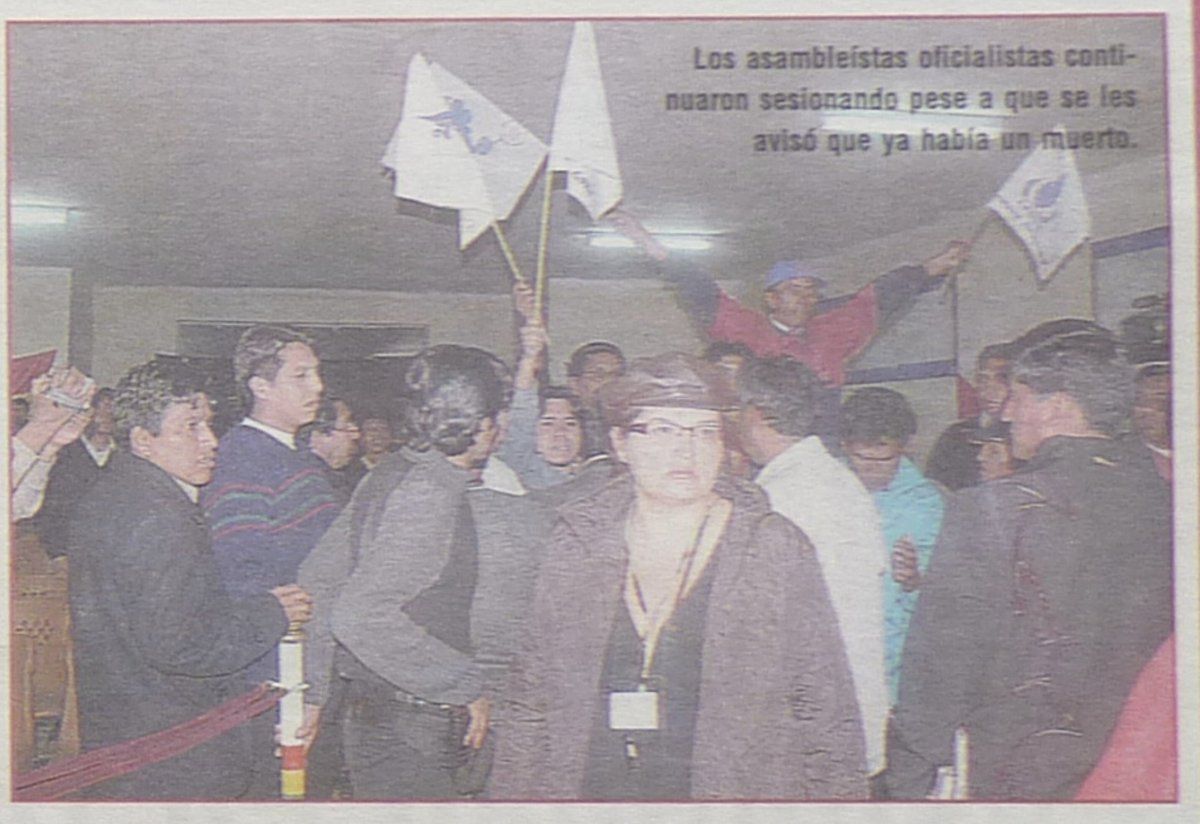 Los asambleístas oficialistas conti-
nuaron sesionando pese a que se les
avisó que ya había un muerto.